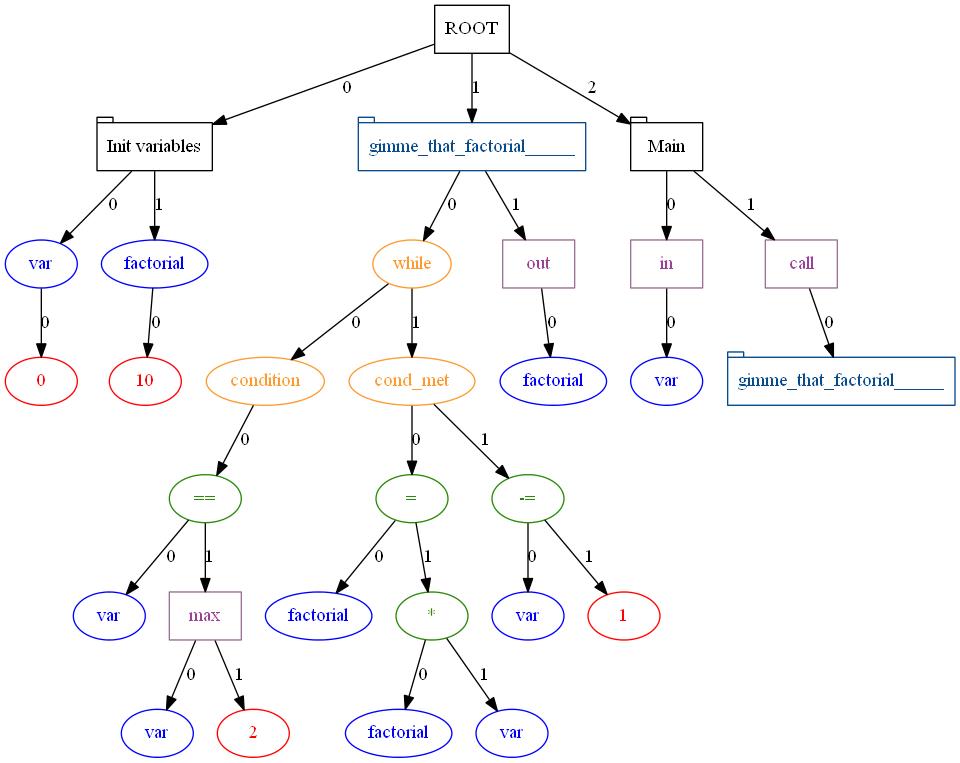 ROOT
0
1
2
Init variables
gimme_that_factorial_____
Main
0
1
0
1
0
1
var
factorial
while
out
in
call
0
0
0
1
0
0
0
0
10
condition
cond_met
factorial
var
gimme_that_factorial_____
0
0
1
==
=
-=
0
1
0
1
0
1
var
max
factorial
*
var
1
0
1
0
1
var
2
factorial
var